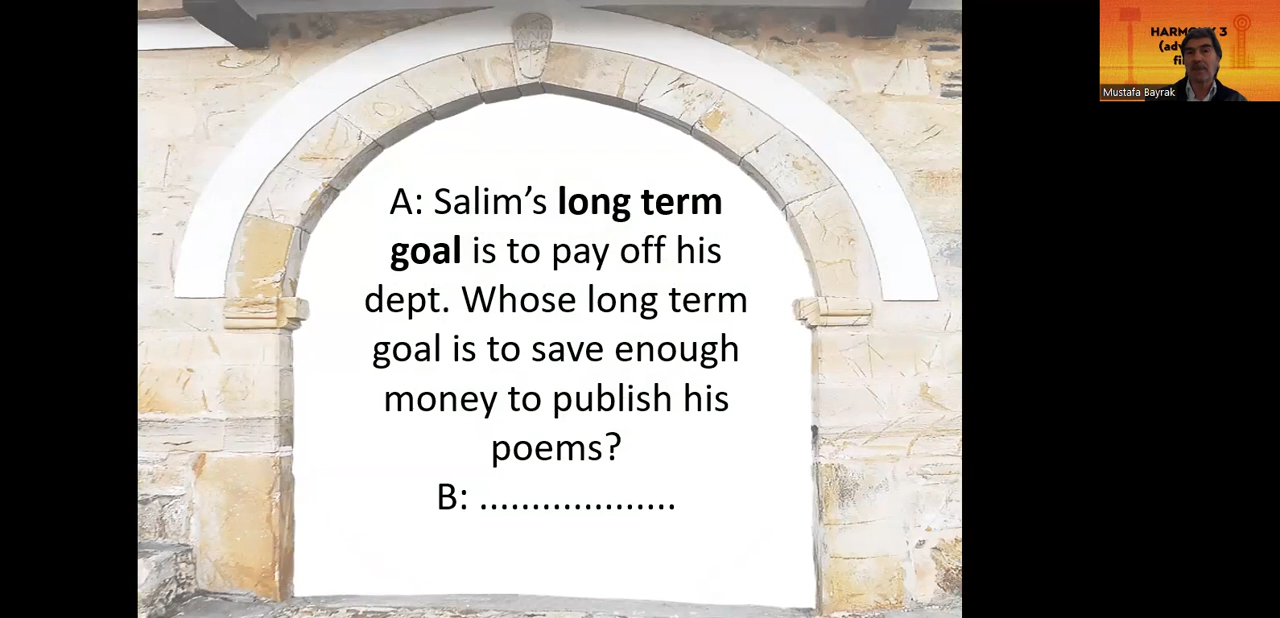 A: Salim’s long term
goal is to pay off his
dept. Whose long term
goal is to save enough
money to publish his
poems?
B: ...................
HARMONY 3
Mustafa Bayrak